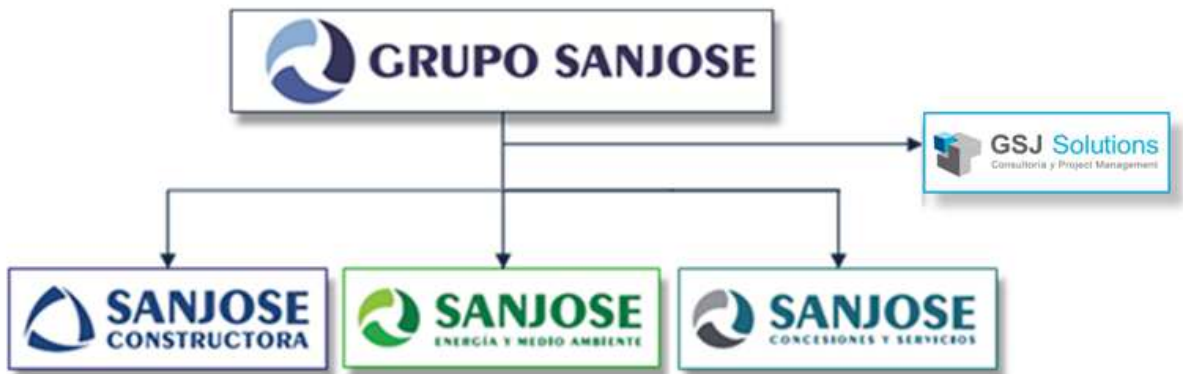 GRUPO SANJOSE
GSJ Solutions
Consultoría y Project Management
SANJOSE
CONSTRUCTORA
SANJOSE
ENERGÍA Y MEDIO AMBIENTE
SANJOSE
CONCESIONES Y SERVICIOS